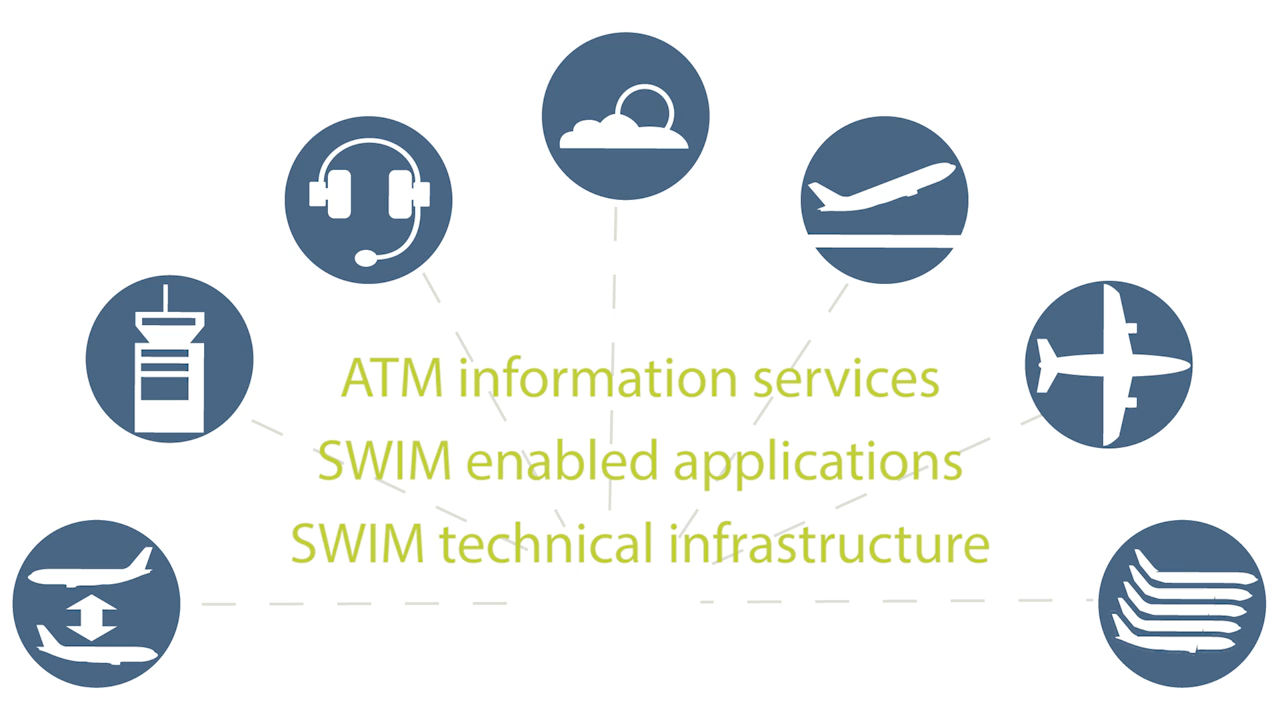 ATM information services
SWIM enabled applications
SWIM technical infrastructure